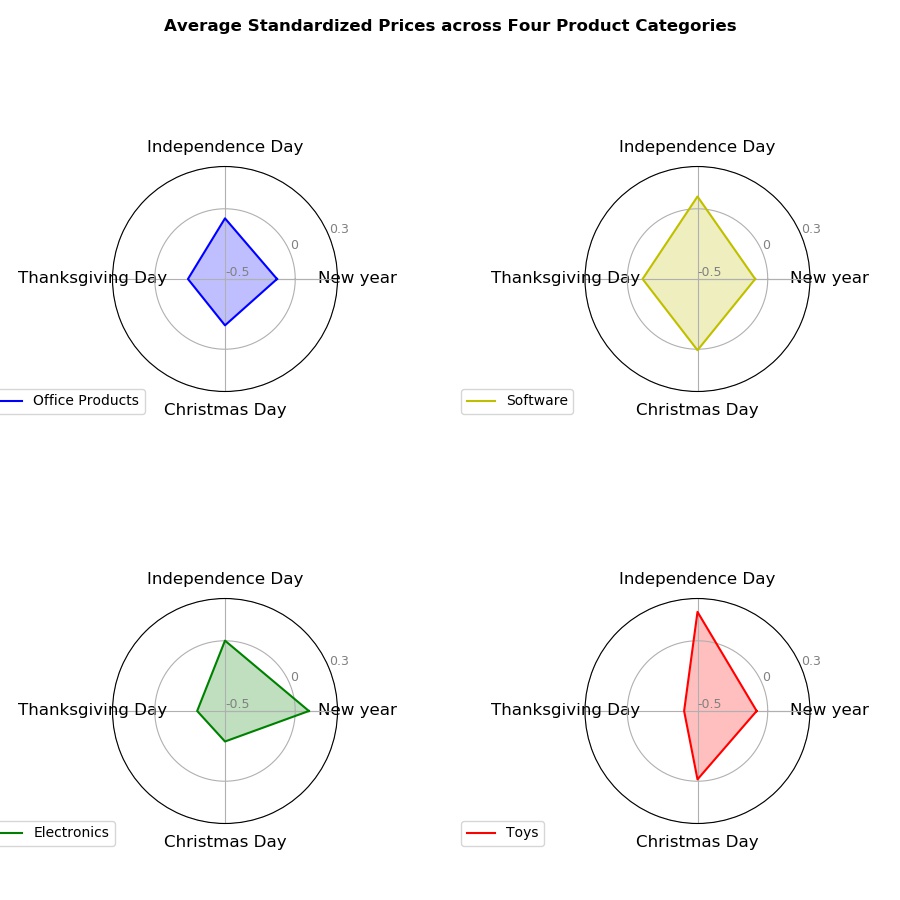 Average Standardized Prices across Four Product Categories
Independence Day
Independence Day
0.3
0.3
0
0
-0.5
-0.5
Thanksgiving Day
New year
Thanksgiving Day
New year
Office Products
Software
Christmas Day
Christmas Day
Independence Day
Independence Day
0.3
0.3
0
0
-0.5
-0.5
Thanksgiving Day
New year
Thanksgiving Day
New year
Electronics
Toys
Christmas Day
Christmas Day